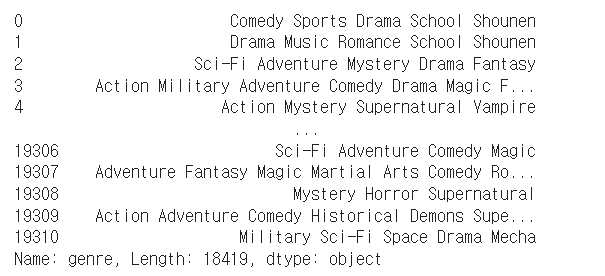 0 Comedy Sports Drama School Shounen
1 Drama Music Romance School Shounen
2 Sci-Fi Adventure Mystery Drama Fantasy
3 Action Military Adventure Comedy Drama Magic F...
4 Action Mystery Supernatural Vampire
...
19306 Sci-Fi Adventure Comedy Magic
19307 Adventure Fantasy Magic Martial Arts Comedy Ro...
19308 Mystery Horror Supernatural
19309 Action Adventure Comedy Historical Demons Supe...
19310 Military Sci-Fi Space Drama Mecha
Name: genre, Length: 18419, dtype: object